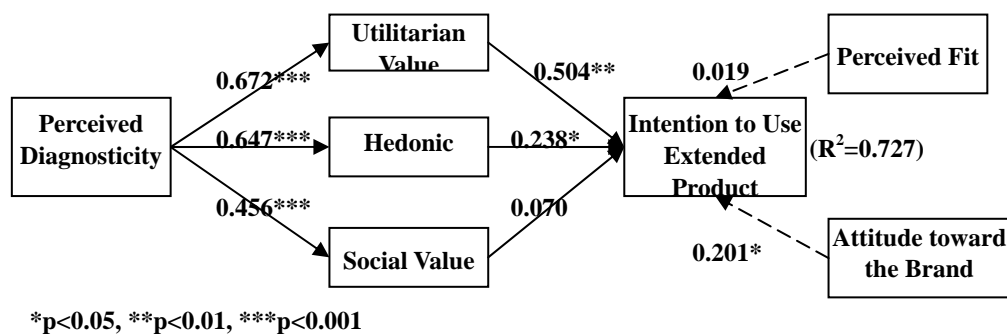 Utilitarian
Value
0.672***
0.504**
0.019
Perceived Fit
Perceived
Diagnosticity
0.647***
Hedonic
0.238*
Intention to Use
Extended
Product
(R²=0.727)
0.456***
0.070
Social Value
0.201*
Attitude toward
the Brand
*p<0.05, **p<0.01, ***p<0.001